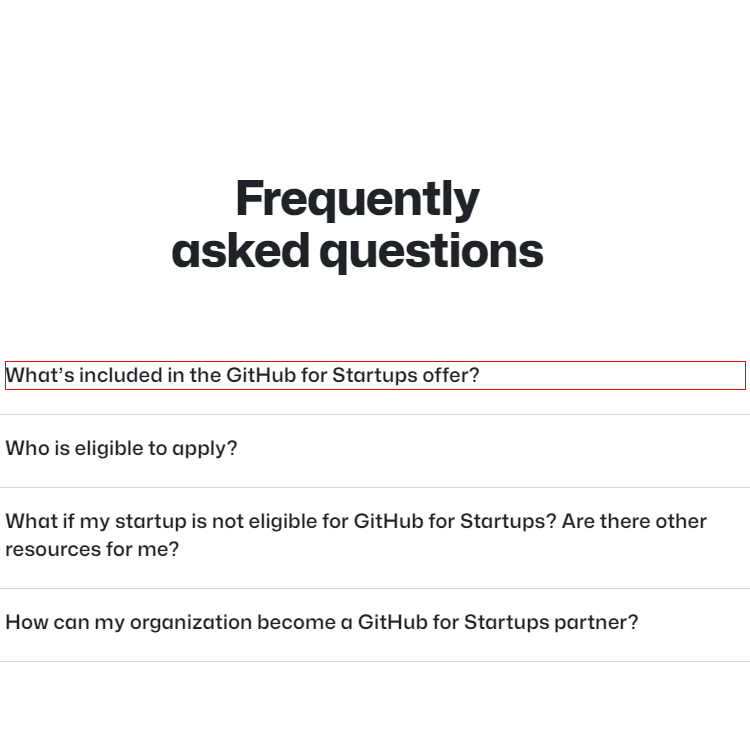 Frequently
asked questions
What’s included in the GitHub for Startups offer?
Who is eligible to apply?
What if my startup is not eligible for GitHub for Startups? Are there other
resources for me?
How can my organization become a GitHub for Startups partner?